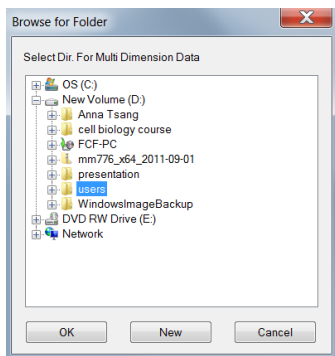 Browse for Folder
Select Dir. For Multi Dimension Data
OS (C:)
New Volume (D:)
Anna Tsang
cell biology course
FCF-PC
mm776_x64_2011-09-01
presentation
users
WindowsImageBackup
DVD RW Drive (E:)
Network
OK New Cancel